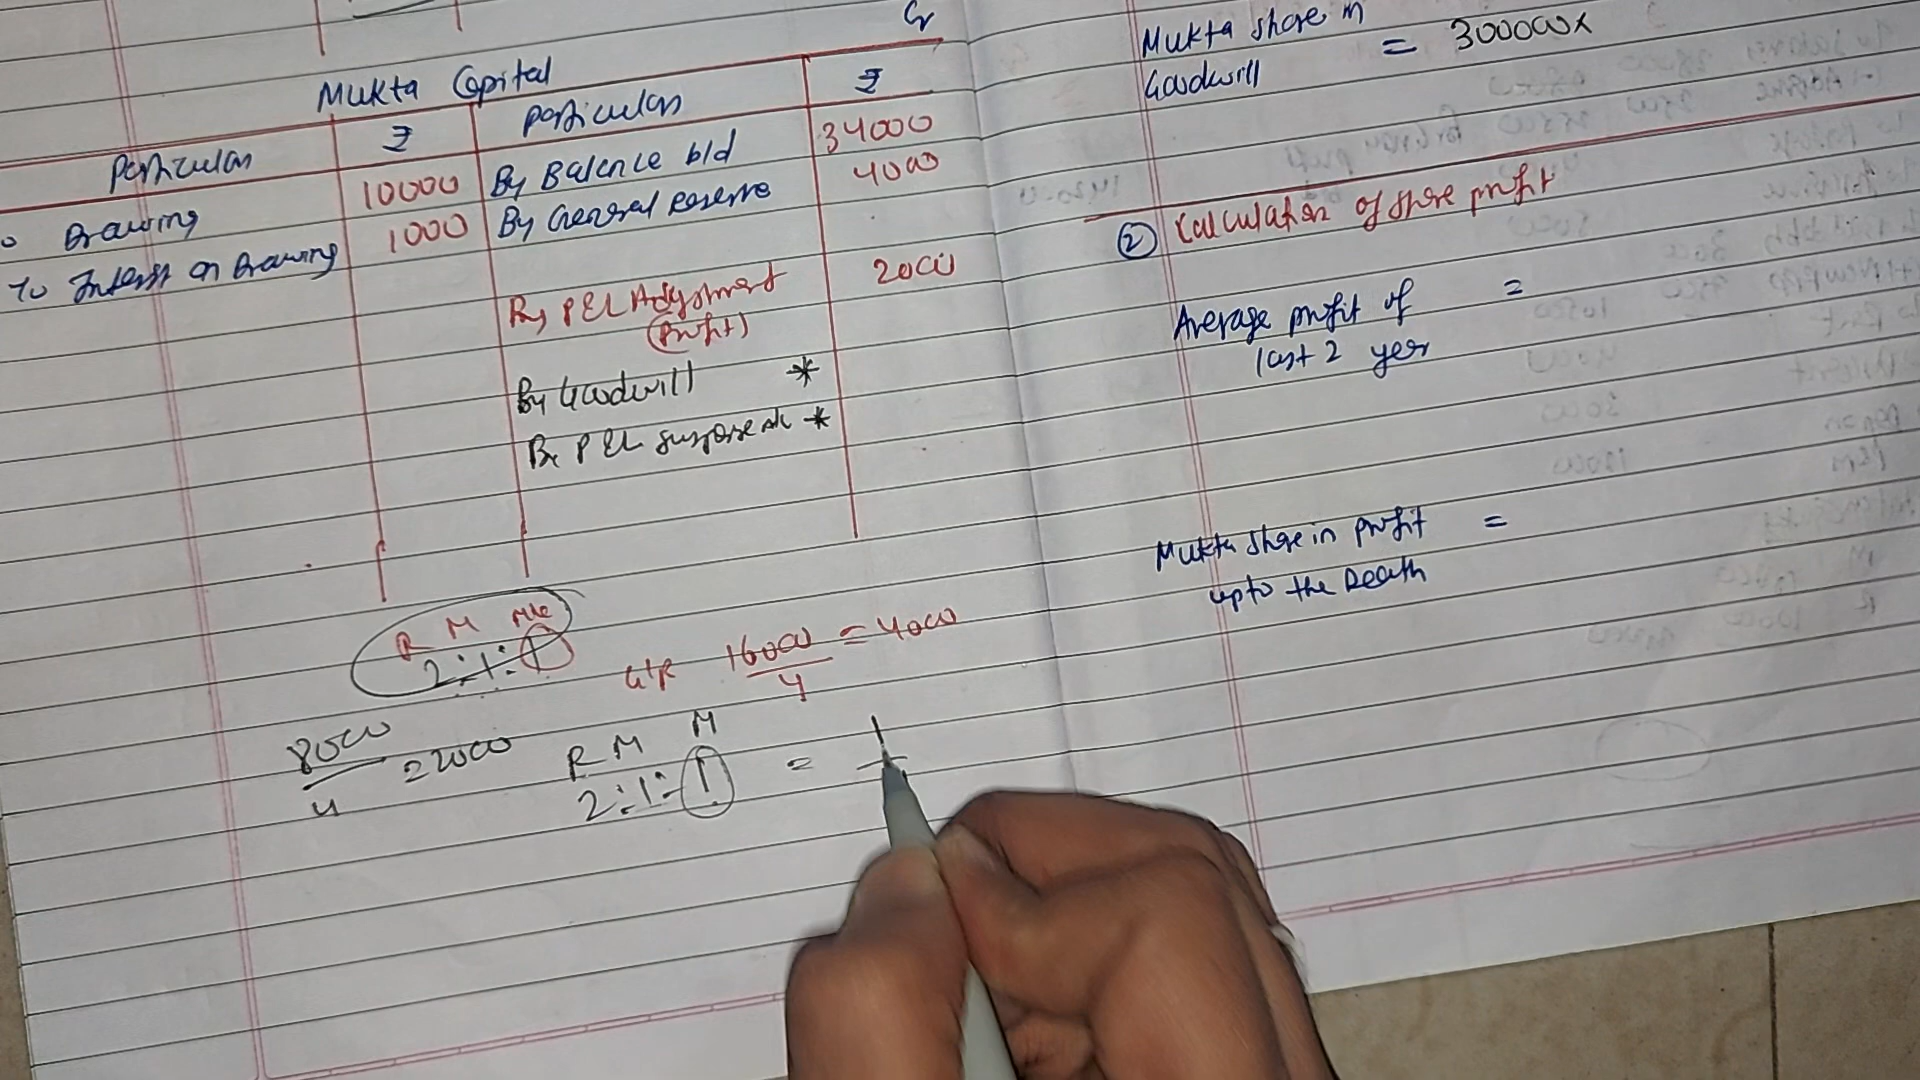 Cr
Mukta Capital
Particulars ₹ Particulars ₹
To Drawing 10000 By Balance b/d 34000
To Interest on Drawing 1000 By General Reserve 4000
By P&L Adjustment 2000
(Profit)
By Goodwill *
By P&L suspense a/c *
R M
2:1:1
G/R 16000/4 = 4000
8000/4 = 2000
R M M
2:1:1 = 1
Mukta share in
Goodwill = 300000x
② Calculation of share profit
Average profit of =
last 2 year
Mukta share in profit =
upto the Death